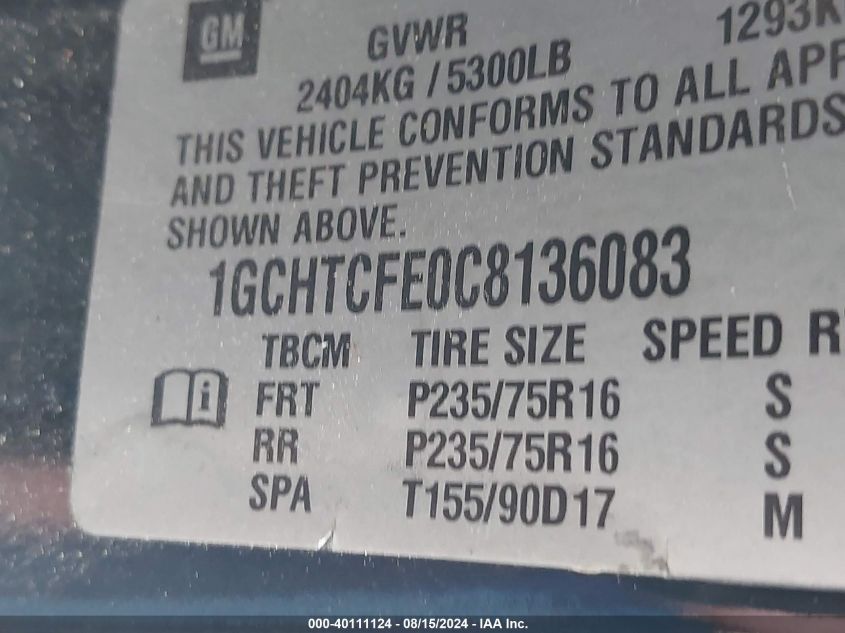 GM GVWR 1293K
2404KG / 5300LB
THIS VEHICLE CONFORMS TO ALL APP
AND THEFT PREVENTION STANDARDS
SHOWN ABOVE.
1GCHTCFE0C8136083
TBCM TIRE SIZE SPEED R
FRT P235/75R16 S
RR P235/75R16 S
SPA T155/90D17 M
000-40111124 - 08/15/2024 - IAA Inc.